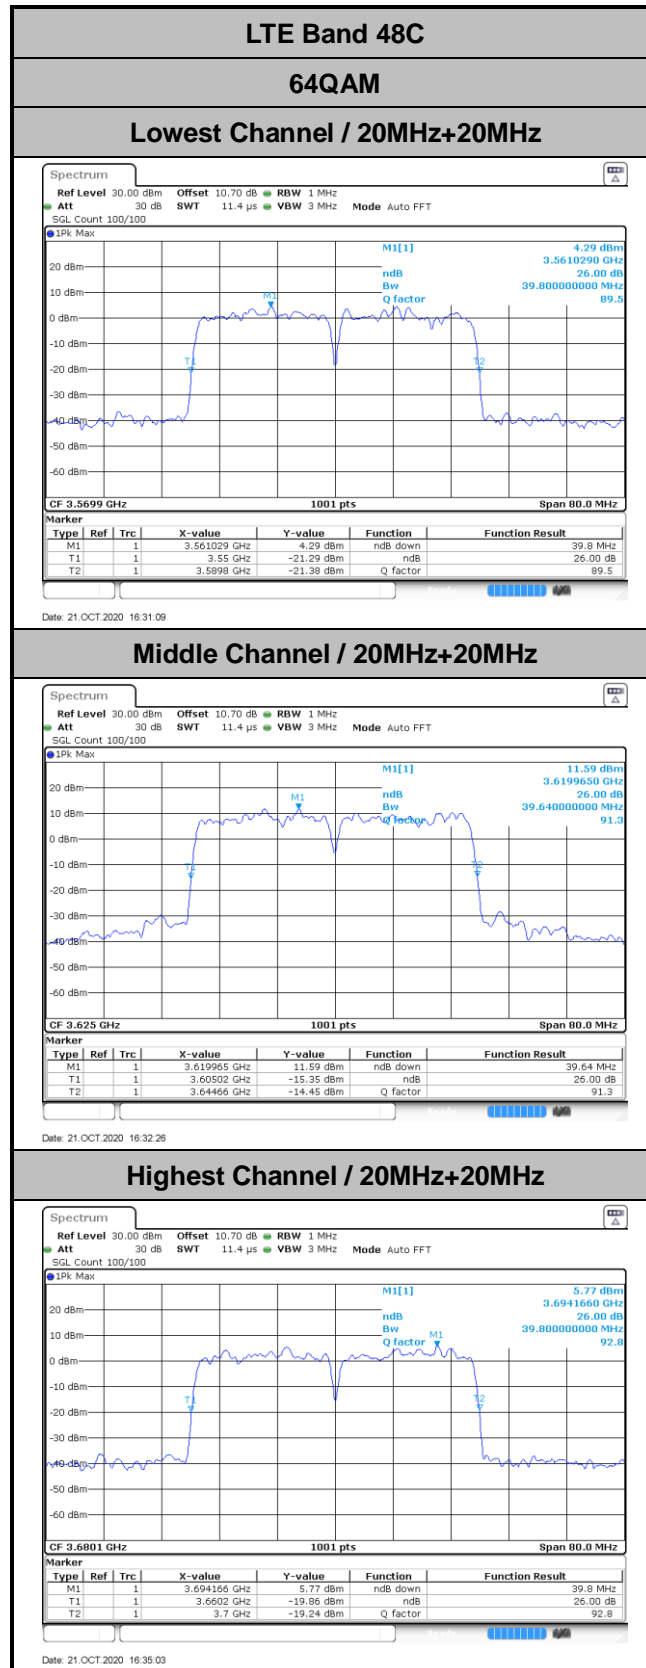 LTE Band 48C
64QAM
Lowest Channel / 20MHz+20MHz
Spectrum
Ref Level 30.00 dBm Offset 10.70 dB RBW 1 MHz
Att 30 dB SWT 11.4 µs VBW 3 MHz Mode Auto FFT
SGL Count 100/100
1Pk Max
M1[1] 4.29 dBm
3.5610290 GHz
20 dBm
ndB 26.00 dB
Bw 39.800000000 MHz
10 dBm
M1
Q factor 89.5
0 dBm
-10 dBm
T1 T2
-20 dBm
-30 dBm
-40 dBm
-50 dBm
-60 dBm
CF 3.5699 GHz 1001 pts Span 80.0 MHz
Marker
Type Ref Trc X-value Y-value Function Function Result
M1 1 3.561029 GHz 4.29 dBm ndB down 39.8 MHz
T1 1 3.55 GHz -21.29 dBm ndB 26.00 dB
T2 1 3.5898 GHz -21.38 dBm Q factor 89.5
Date: 21.OCT.2020 16:31:09
Middle Channel / 20MHz+20MHz
Spectrum
Ref Level 30.00 dBm Offset 10.70 dB RBW 1 MHz
Att 30 dB SWT 11.4 µs VBW 3 MHz Mode Auto FFT
SGL Count 100/100
1Pk Max
M1[1] 11.59 dBm
3.6199650 GHz
20 dBm
ndB 26.00 dB
M1
Bw 39.640000000 MHz
10 dBm
Q factor 91.3
0 dBm
-10 dBm
T1 T2
-20 dBm
-30 dBm
-40 dBm
-50 dBm
-60 dBm
CF 3.625 GHz 1001 pts Span 80.0 MHz
Marker
Type Ref Trc X-value Y-value Function Function Result
M1 1 3.619965 GHz 11.59 dBm ndB down 39.64 MHz
T1 1 3.60502 GHz -15.35 dBm ndB 26.00 dB
T2 1 3.64466 GHz -14.45 dBm Q factor 91.3
Date: 21.OCT.2020 16:32:26
Highest Channel / 20MHz+20MHz
Spectrum
Ref Level 30.00 dBm Offset 10.70 dB RBW 1 MHz
Att 30 dB SWT 11.4 µs VBW 3 MHz Mode Auto FFT
SGL Count 100/100
1Pk Max
M1[1] 5.77 dBm
3.6941660 GHz
20 dBm
ndB 26.00 dB
Bw 39.800000000 MHz
10 dBm
M1
Q factor 92.8
0 dBm
-10 dBm
T1 T2
-20 dBm
-30 dBm
-40 dBm
-50 dBm
-60 dBm
CF 3.6801 GHz 1001 pts Span 80.0 MHz
Marker
Type Ref Trc X-value Y-value Function Function Result
M1 1 3.694166 GHz 5.77 dBm ndB down 39.8 MHz
T1 1 3.6602 GHz -19.86 dBm ndB 26.00 dB
T2 1 3.7 GHz -19.24 dBm Q factor 92.8
Date: 21.OCT.2020 16:35:03